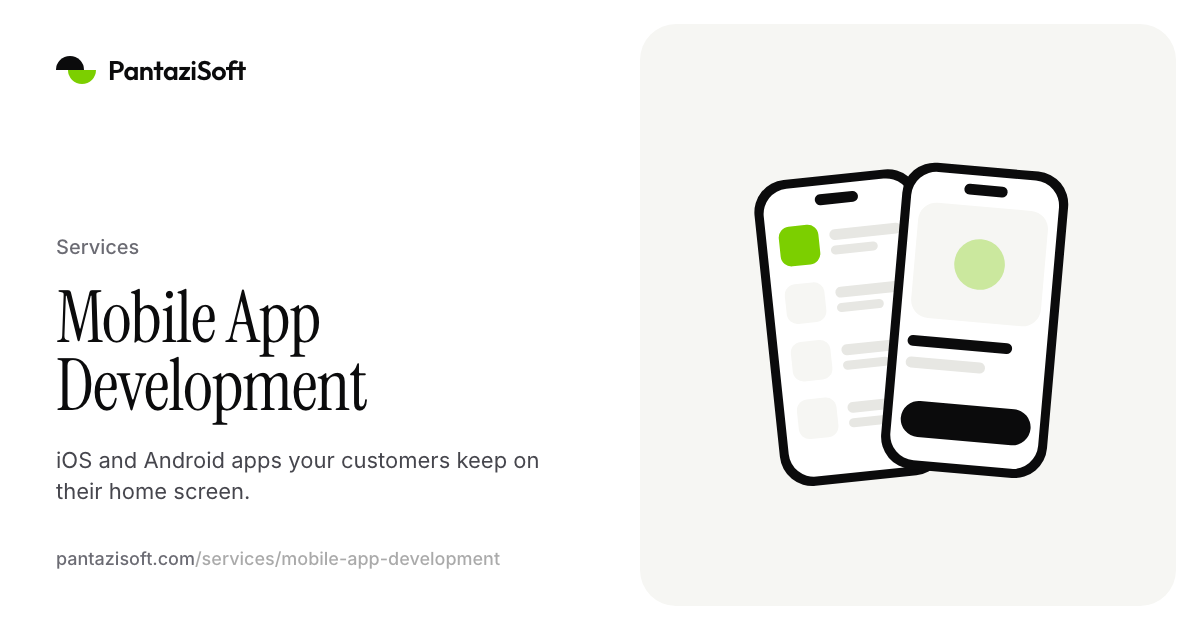 PantaziSoft
Services
Mobile App
Development
iOS and Android apps your customers keep on
their home screen.
pantazisoft.com/services/mobile-app-development